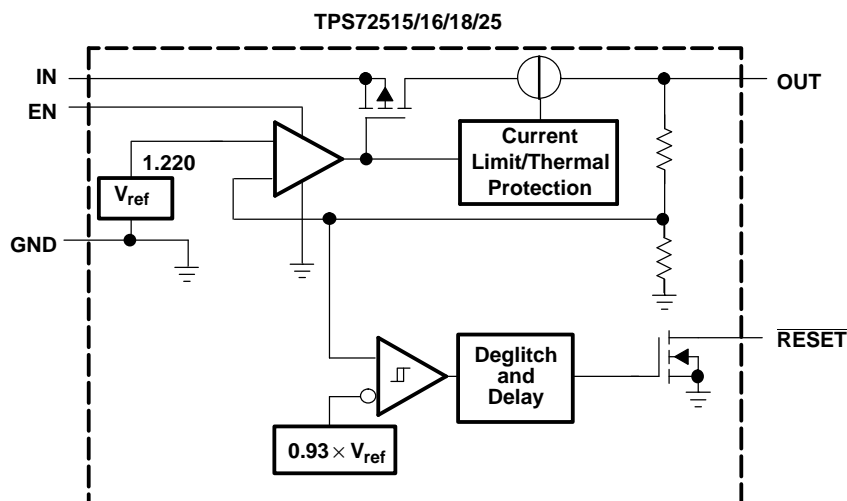 TPS72515/16/18/25
IN
OUT
EN
Current
Limit/Thermal
Protection
1.220
Vref
GND
RESET
Deglitch
and
Delay
0.93 × Vref